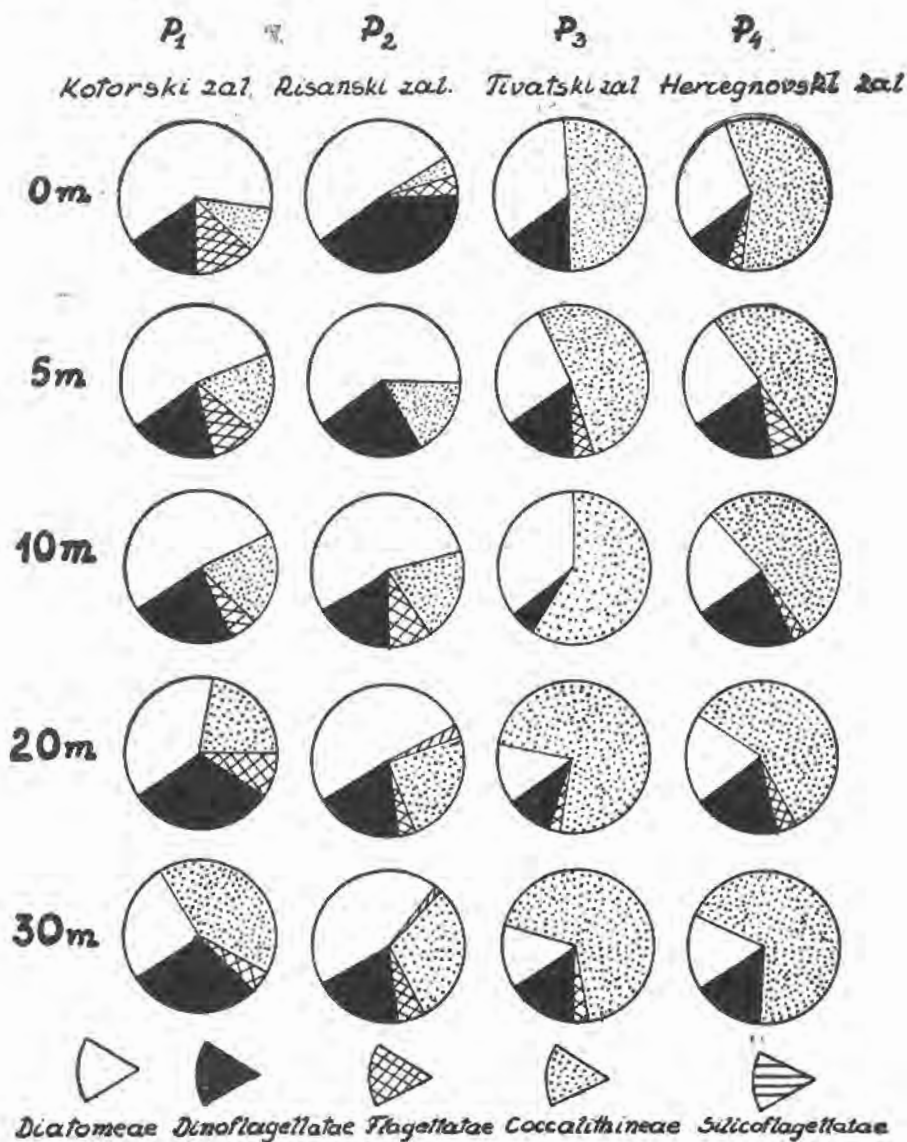 P₁ P₂ P₃ P₄
Kotorski zal. Risanski zal. Tivatski zal Hercegnovski zal
0m.
5m
10m
20m
30m
Diatomeae Dinoflagellatae Flagellatae Coccalithineae Silicoflagellatae